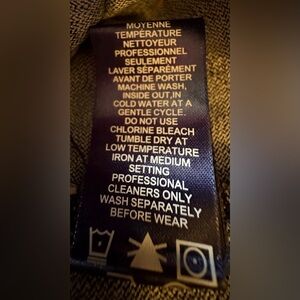 MOYENNE
TEMPÉRATURE
NETTOYEUR
PROFESSIONNEL
SEULEMENT
LAVER SÉPARÉMENT
AVANT DE PORTER
MACHINE WASH,
INSIDE OUT,IN
COLD WATER AT A
GENTLE CYCLE.
DO NOT USE
CHLORINE BLEACH
TUMBLE DRY AT
LOW TEMPERATURE
IRON AT MEDIUM
SETTING
PROFESSIONAL
CLEANERS ONLY
WASH SEPARATELY
BEFORE WEAR